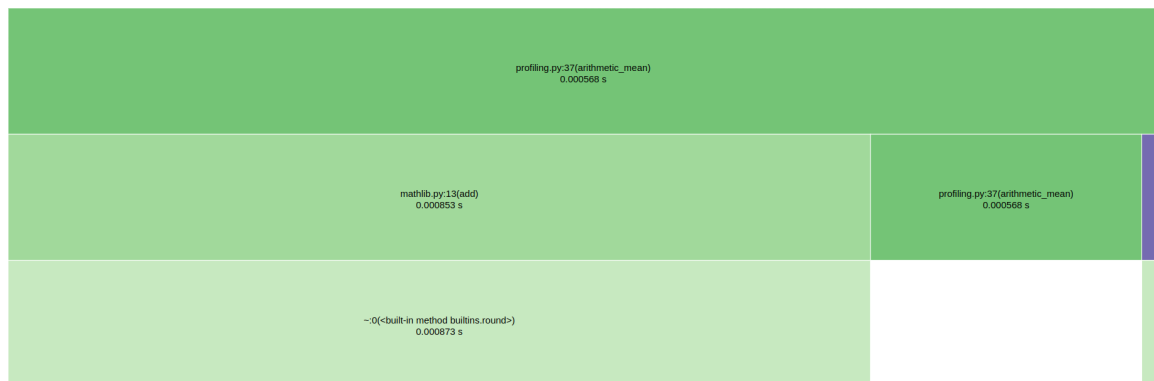 profiling.py:37(arithmetic_mean)
0.000568 s
mathlib.py:13(add)
0.000853 s
profiling.py:37(arithmetic_mean)
0.000568 s
~:0(<built-in method builtins.round>)
0.000873 s